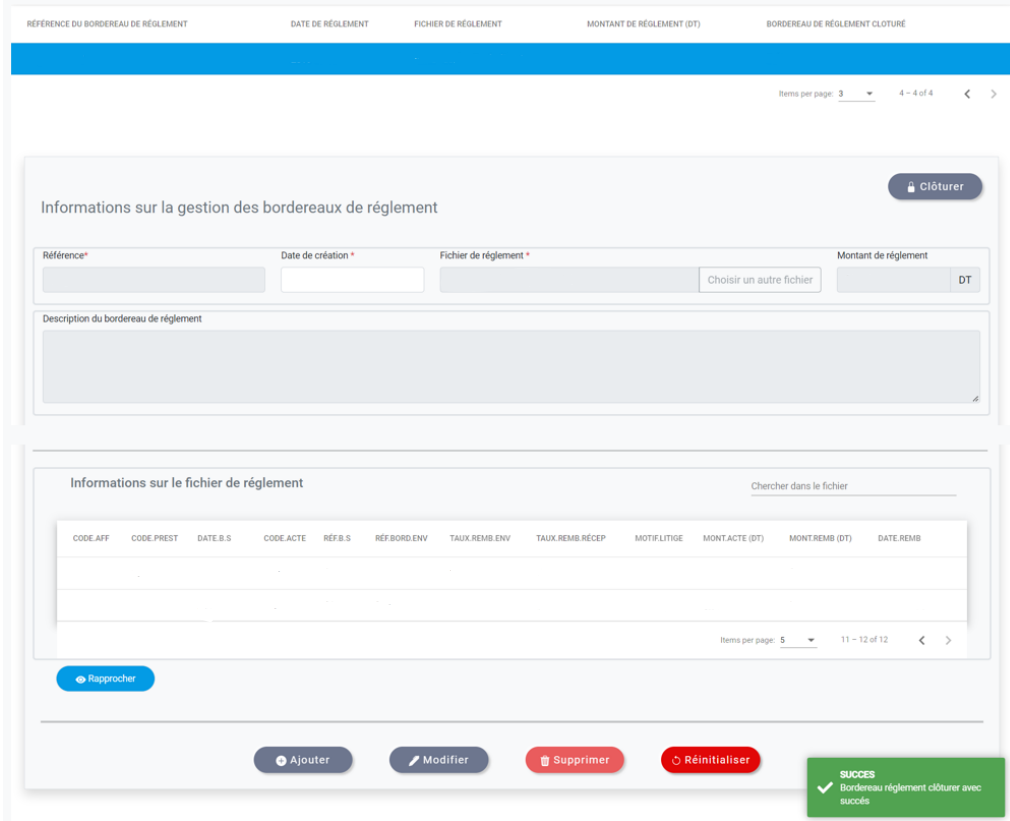 RÉFÉRENCE DU BORDEREAU DE RÉGLEMENT DATE DE RÉGLEMENT FICHIER DE RÉGLEMENT MONTANT DE RÉGLEMENT (DT) BORDEREAU DE RÉGLEMENT CLOTURÉ
Items per page: 3 4 – 4 of 4
Clôturer
Informations sur la gestion des bordereaux de réglement
Référence* Date de création * Fichier de réglement * Montant de réglement
Choisir un autre fichier DT
Description du bordereau de réglement
Informations sur le fichier de réglement
Chercher dans le fichier
CODE.AFF CODE.PREST DATE.B.S CODE.ACTE RÉF.B.S RÉF.BORD.ENV TAUX.REMB.ENV TAUX.REMB.RÉCEP MOTIF.LITIGE MONT.ACTE (DT) MONT.REMB (DT) DATE.REMB
Items per page: 5 11 – 12 of 12
Rapprocher
Ajouter Modifier Supprimer Réinitialiser
SUCCES
Bordereau réglement clôturer avec
succés